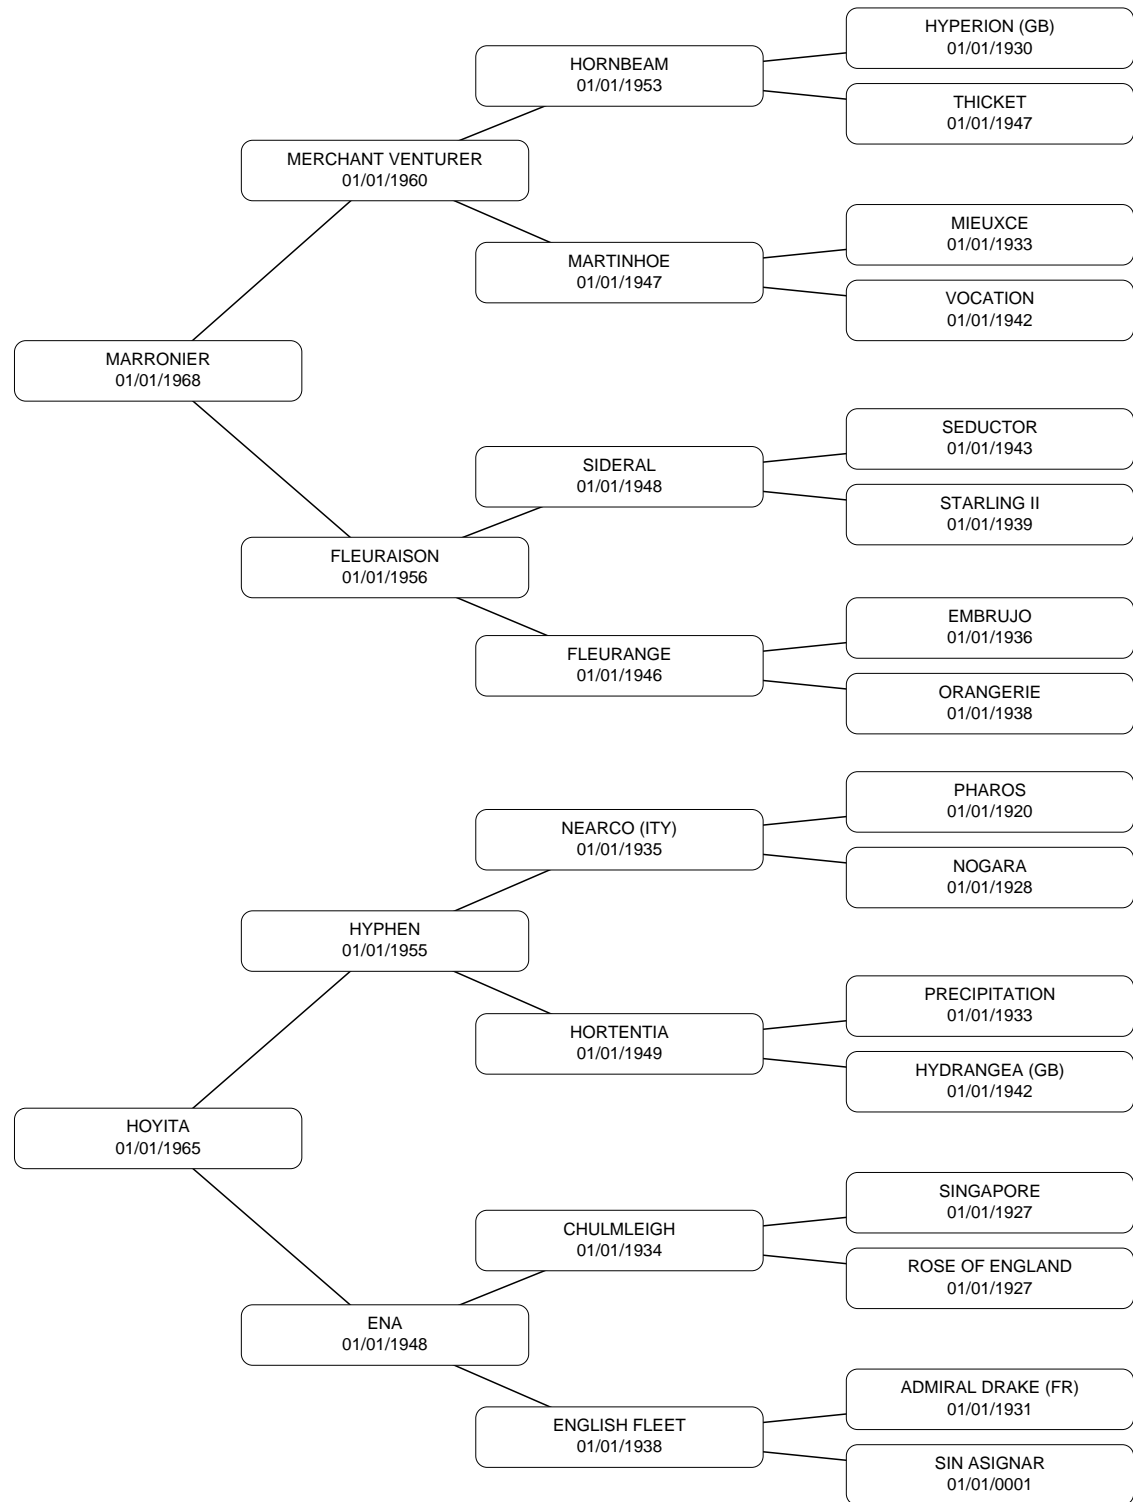 HYPERION (GB)
01/01/1930
HORNBEAM
01/01/1953
THICKET
01/01/1947
MERCHANT VENTURER
01/01/1960
MIEUXCE
01/01/1933
MARTINHOE
01/01/1947
VOCATION
01/01/1942
MARRONIER
01/01/1968
SEDUCTOR
01/01/1943
SIDERAL
01/01/1948
STARLING II
01/01/1939
FLEURAISON
01/01/1956
EMBRUJO
01/01/1936
FLEURANGE
01/01/1946
ORANGERIE
01/01/1938
PHAROS
01/01/1920
NEARCO (ITY)
01/01/1935
NOGARA
01/01/1928
HYPHEN
01/01/1955
PRECIPITATION
01/01/1933
HORTENTIA
01/01/1949
HYDRANGEA (GB)
01/01/1942
HOYITA
01/01/1965
SINGAPORE
01/01/1927
CHULMLEIGH
01/01/1934
ROSE OF ENGLAND
01/01/1927
ENA
01/01/1948
ADMIRAL DRAKE (FR)
01/01/1931
ENGLISH FLEET
01/01/1938
SIN ASIGNAR
01/01/0001